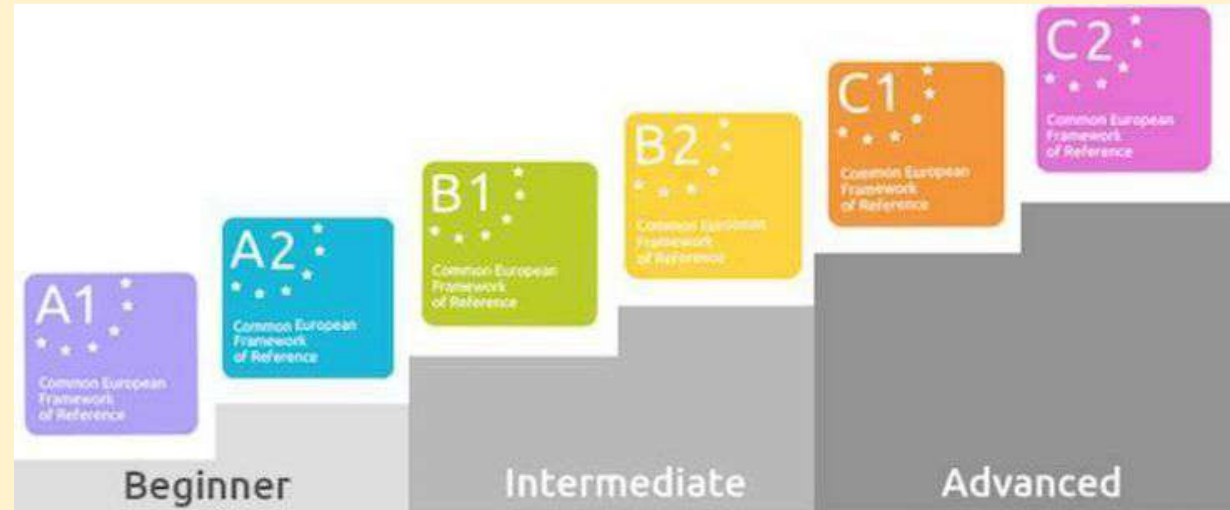 A1
Common European
Framework
of Reference
A2
Common European
Framework
of Reference
B1
Common European
Framework
of Reference
B2
Common European
Framework
of Reference
C1
Common European
Framework
of Reference
C2
Common European
Framework
of Reference
Beginner
Intermediate
Advanced